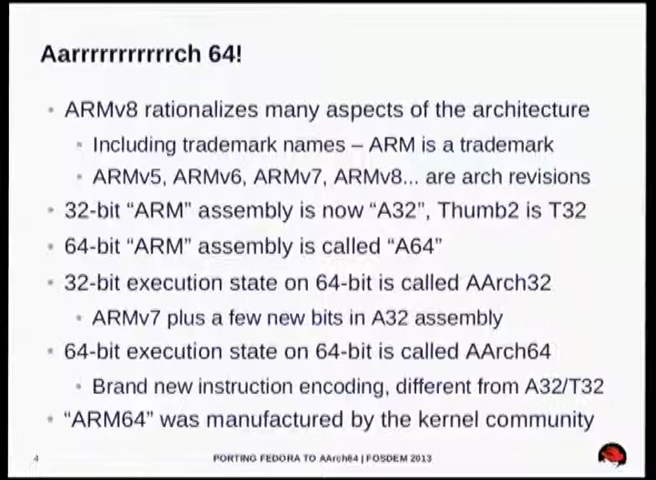 Aarrrrrrrrrrrch 64!
ARMv8 rationalizes many aspects of the architecture
Including trademark names – ARM is a trademark
ARMv5, ARMv6, ARMv7, ARMv8... are arch revisions
32-bit “ARM” assembly is now “A32”, Thumb2 is T32
64-bit “ARM” assembly is called “A64”
32-bit execution state on 64-bit is called AArch32
ARMv7 plus a few new bits in A32 assembly
64-bit execution state on 64-bit is called AArch64
Brand new instruction encoding, different from A32/T32
“ARM64” was manufactured by the kernel community
4 PORTING FEDORA TO AArch64 | FOSDEM 2013